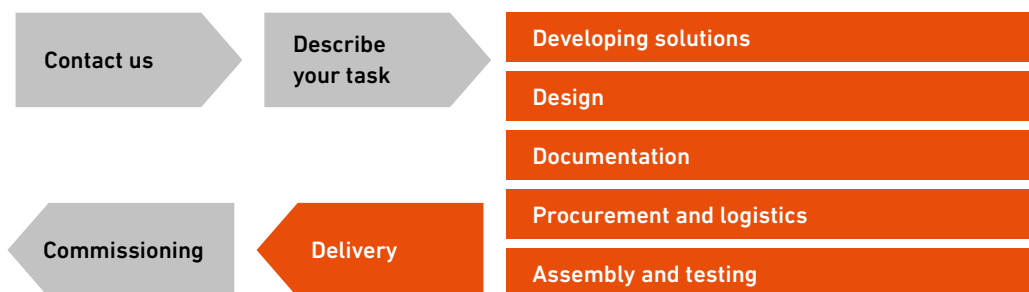 Contact us
Describe
your task
Developing solutions
Design
Documentation
Procurement and logistics
Assembly and testing
Delivery
Commissioning